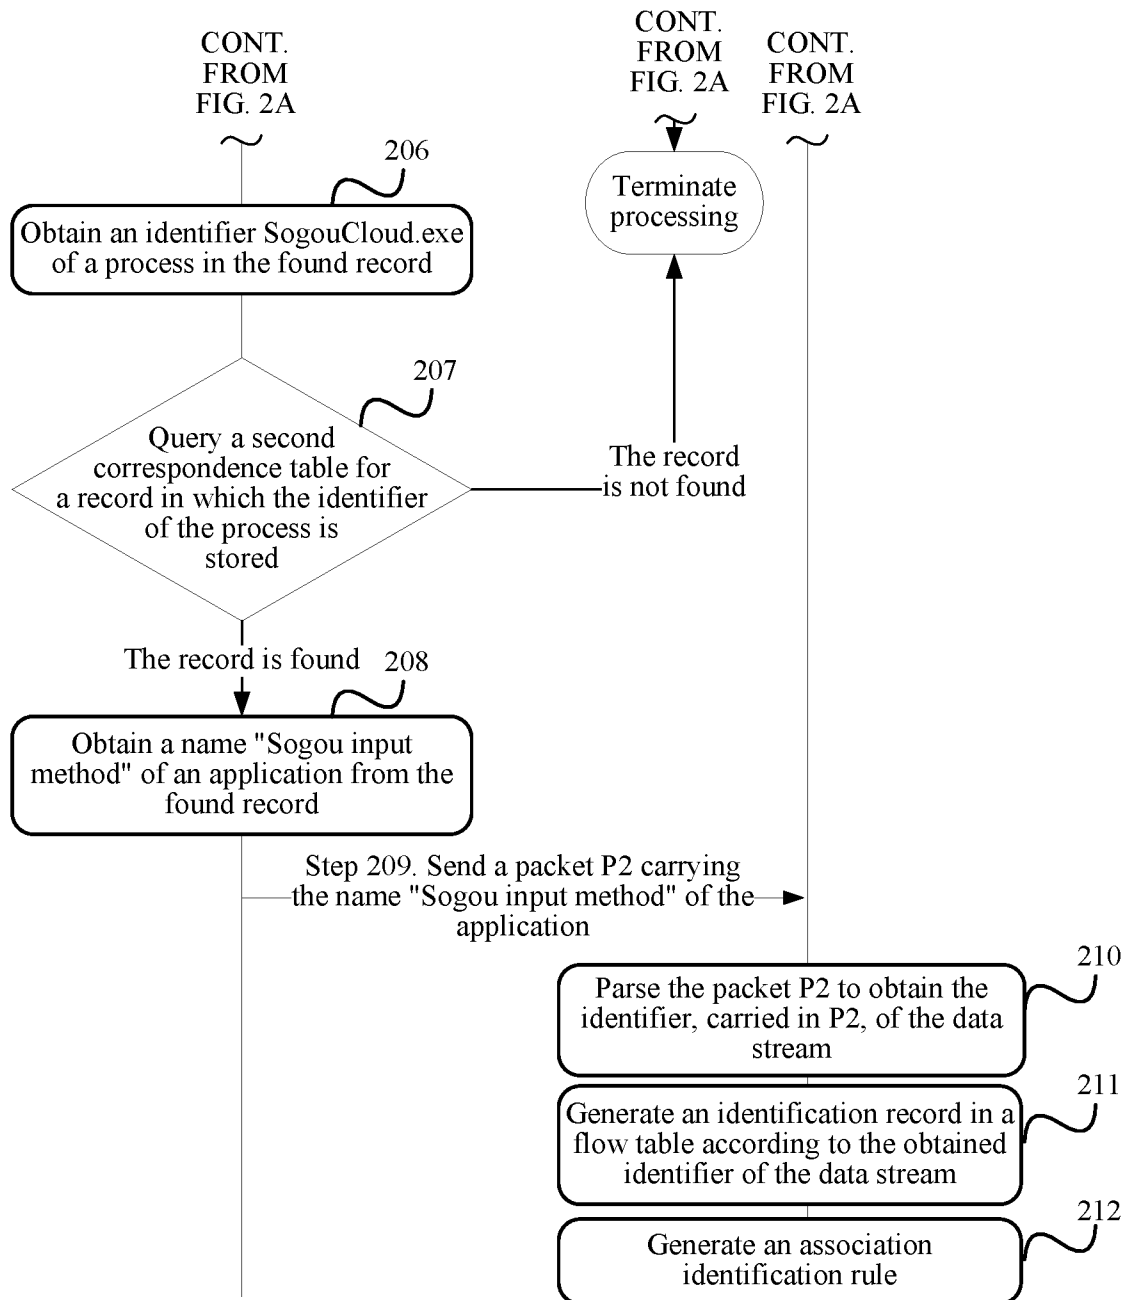 CONT.
FROM
FIG. 2A
CONT.
FROM
FIG. 2A
CONT.
FROM
FIG. 2A
206
Terminate
processing
Obtain an identifier SogouCloud.exe
of a process in the found record
207
Query a second
correspondence table for
a record in which the identifier
of the process is
stored
The record
is not found
The record is found
208
Obtain a name "Sogou input
method" of an application from the
found record
Step 209. Send a packet P2 carrying
the name "Sogou input method" of the
application
210
Parse the packet P2 to obtain the
identifier, carried in P2, of the data
stream
211
Generate an identification record in a
flow table according to the obtained
identifier of the data stream
212
Generate an association
identification rule